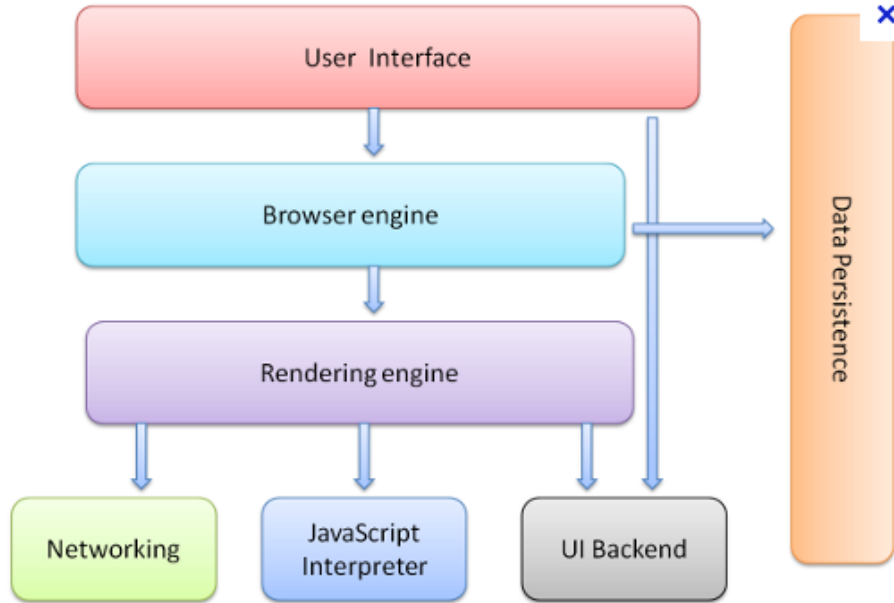 User Interface
Browser engine
Data Persistence
Rendering engine
Networking
JavaScript
Interpreter
UI Backend